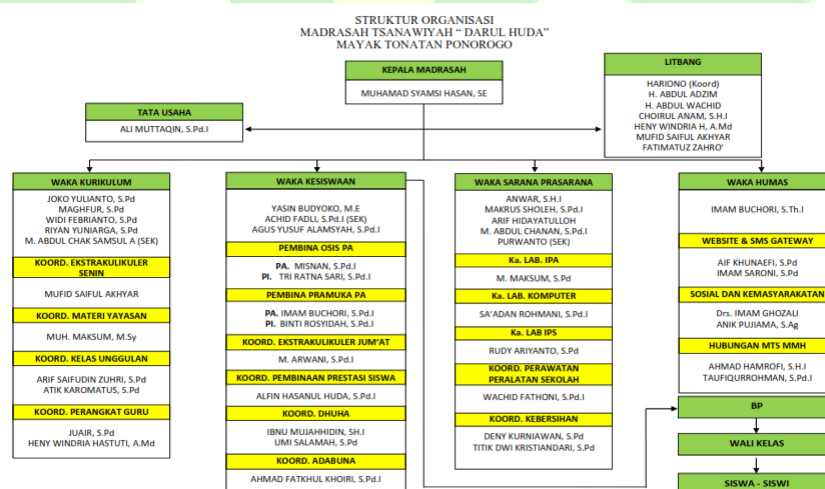 STRUKTUR ORGANISASI
MADRASAH TSANAWIYAH “ DARUL HUDA”
MAYAK TONATAN PONOROGO
KEPALA MADRASAH
MUHAMAD SYAMSI HASAN, SE
LITBANG
HARIONO (Koord)
H. ABDUL ADZIM
H. ABDUL WACHID
CHOIRUL ANAM, S.H.I
HENY WINDRIA H, A.Md
MUFID SAIFUL AKHYAR
FATIMATUZ ZAHRO’
TATA USAHA
ALI MUTTAQIN, S.Pd.I
WAKA KURIKULUM
JOKO YULIANTO, S.Pd
MAGHFUR, S.Pd
WIDI FEBRIANTO, S.Pd
RIYAN YUNIARGA, S.Pd
M. ABDUL CHAK SAMSUL A (SEK)
KOORD. EKSTRAKULIKULER
SENIN
MUFID SAIFUL AKHYAR
KOORD. MATERI YAYASAN
MUH. MAKSUM, M.Sy
KOORD. KELAS UNGGULAN
ARIF SAIFUDIN ZUHRI, S.Pd
ATIK KAROMATUS, S.Pd
KOORD. PERANGKAT GURU
JUAIR, S.Pd
HENY WINDRIA HASTUTI, A.Md
WAKA KESISWAAN
YASIN BUDYOKO, M.E
ACHID FADLI, S.Pd.I (SEK)
AGUS YUSUF ALAMSYAH, S.Pd.I
PEMBINA OSIS PA
PA. MISNAN, S.Pd.I
PI. TRI RATNA SARI, S.Pd.I
PEMBINA PRAMUKA PA
PA. IMAM BUCHORI, S.Pd.I
PI. BINTI ROSYIDAH, S.Pd.I
KOORD. EKSTRAKULIKULER JUM’AT
M. ARWANI, S.Pd.I
KOORD. PEMBINAAN PRESTASI SISWA
ALFIN HASANUL HUDA, S.Pd.I
KOORD. DHUHA
IBNU MUJAHHIDIN, SH.I
UMI SALAMAH, S.Pd
KOORD. ADABUNA
AHMAD FATKHUL KHOIRI, S.Pd.I
WAKA SARANA PRASARANA
ANWAR, S.H.I
MAKRUS SHOLEH, S.Pd.I
ARIF HIDAYATULLOH
M. ABDUL CHANAN, S.Pd.I
PURWANTO (SEK)
Ka. LAB. IPA
M. MAKSUM, S.Pd
Ka. LAB. KOMPUTER
SA’ADAN ROHMANI, S.Pd.I
Ka. LAB IPS
RUDY ARIYANTO, S.Pd
KOORD. PERAWATAN
PERALATAN SEKOLAH
WACHID FATHONI, S.Pd.I
KOORD. KEBERSIHAN
DENY KURNIAWAN, S.Pd
TITIK DWI KRISTIANDARI, S.Pd
WAKA HUMAS
IMAM BUCHORI, S.Th.I
WEBSITE & SMS GATEWAY
AIF KHUNAEFI, S.Pd
IMAM SARONI, S.Pd
SOSIAL DAN KEMASYARAKATAN
Drs. IMAM GHOZALI
ANIK PUJIAMA, S.Ag
HUBUNGAN MTS MMH
AHMAD HAMROFI, S.H.I
TAUFIQURROHMAN, S.Pd.I
BP
WALI KELAS
SISWA - SISWI